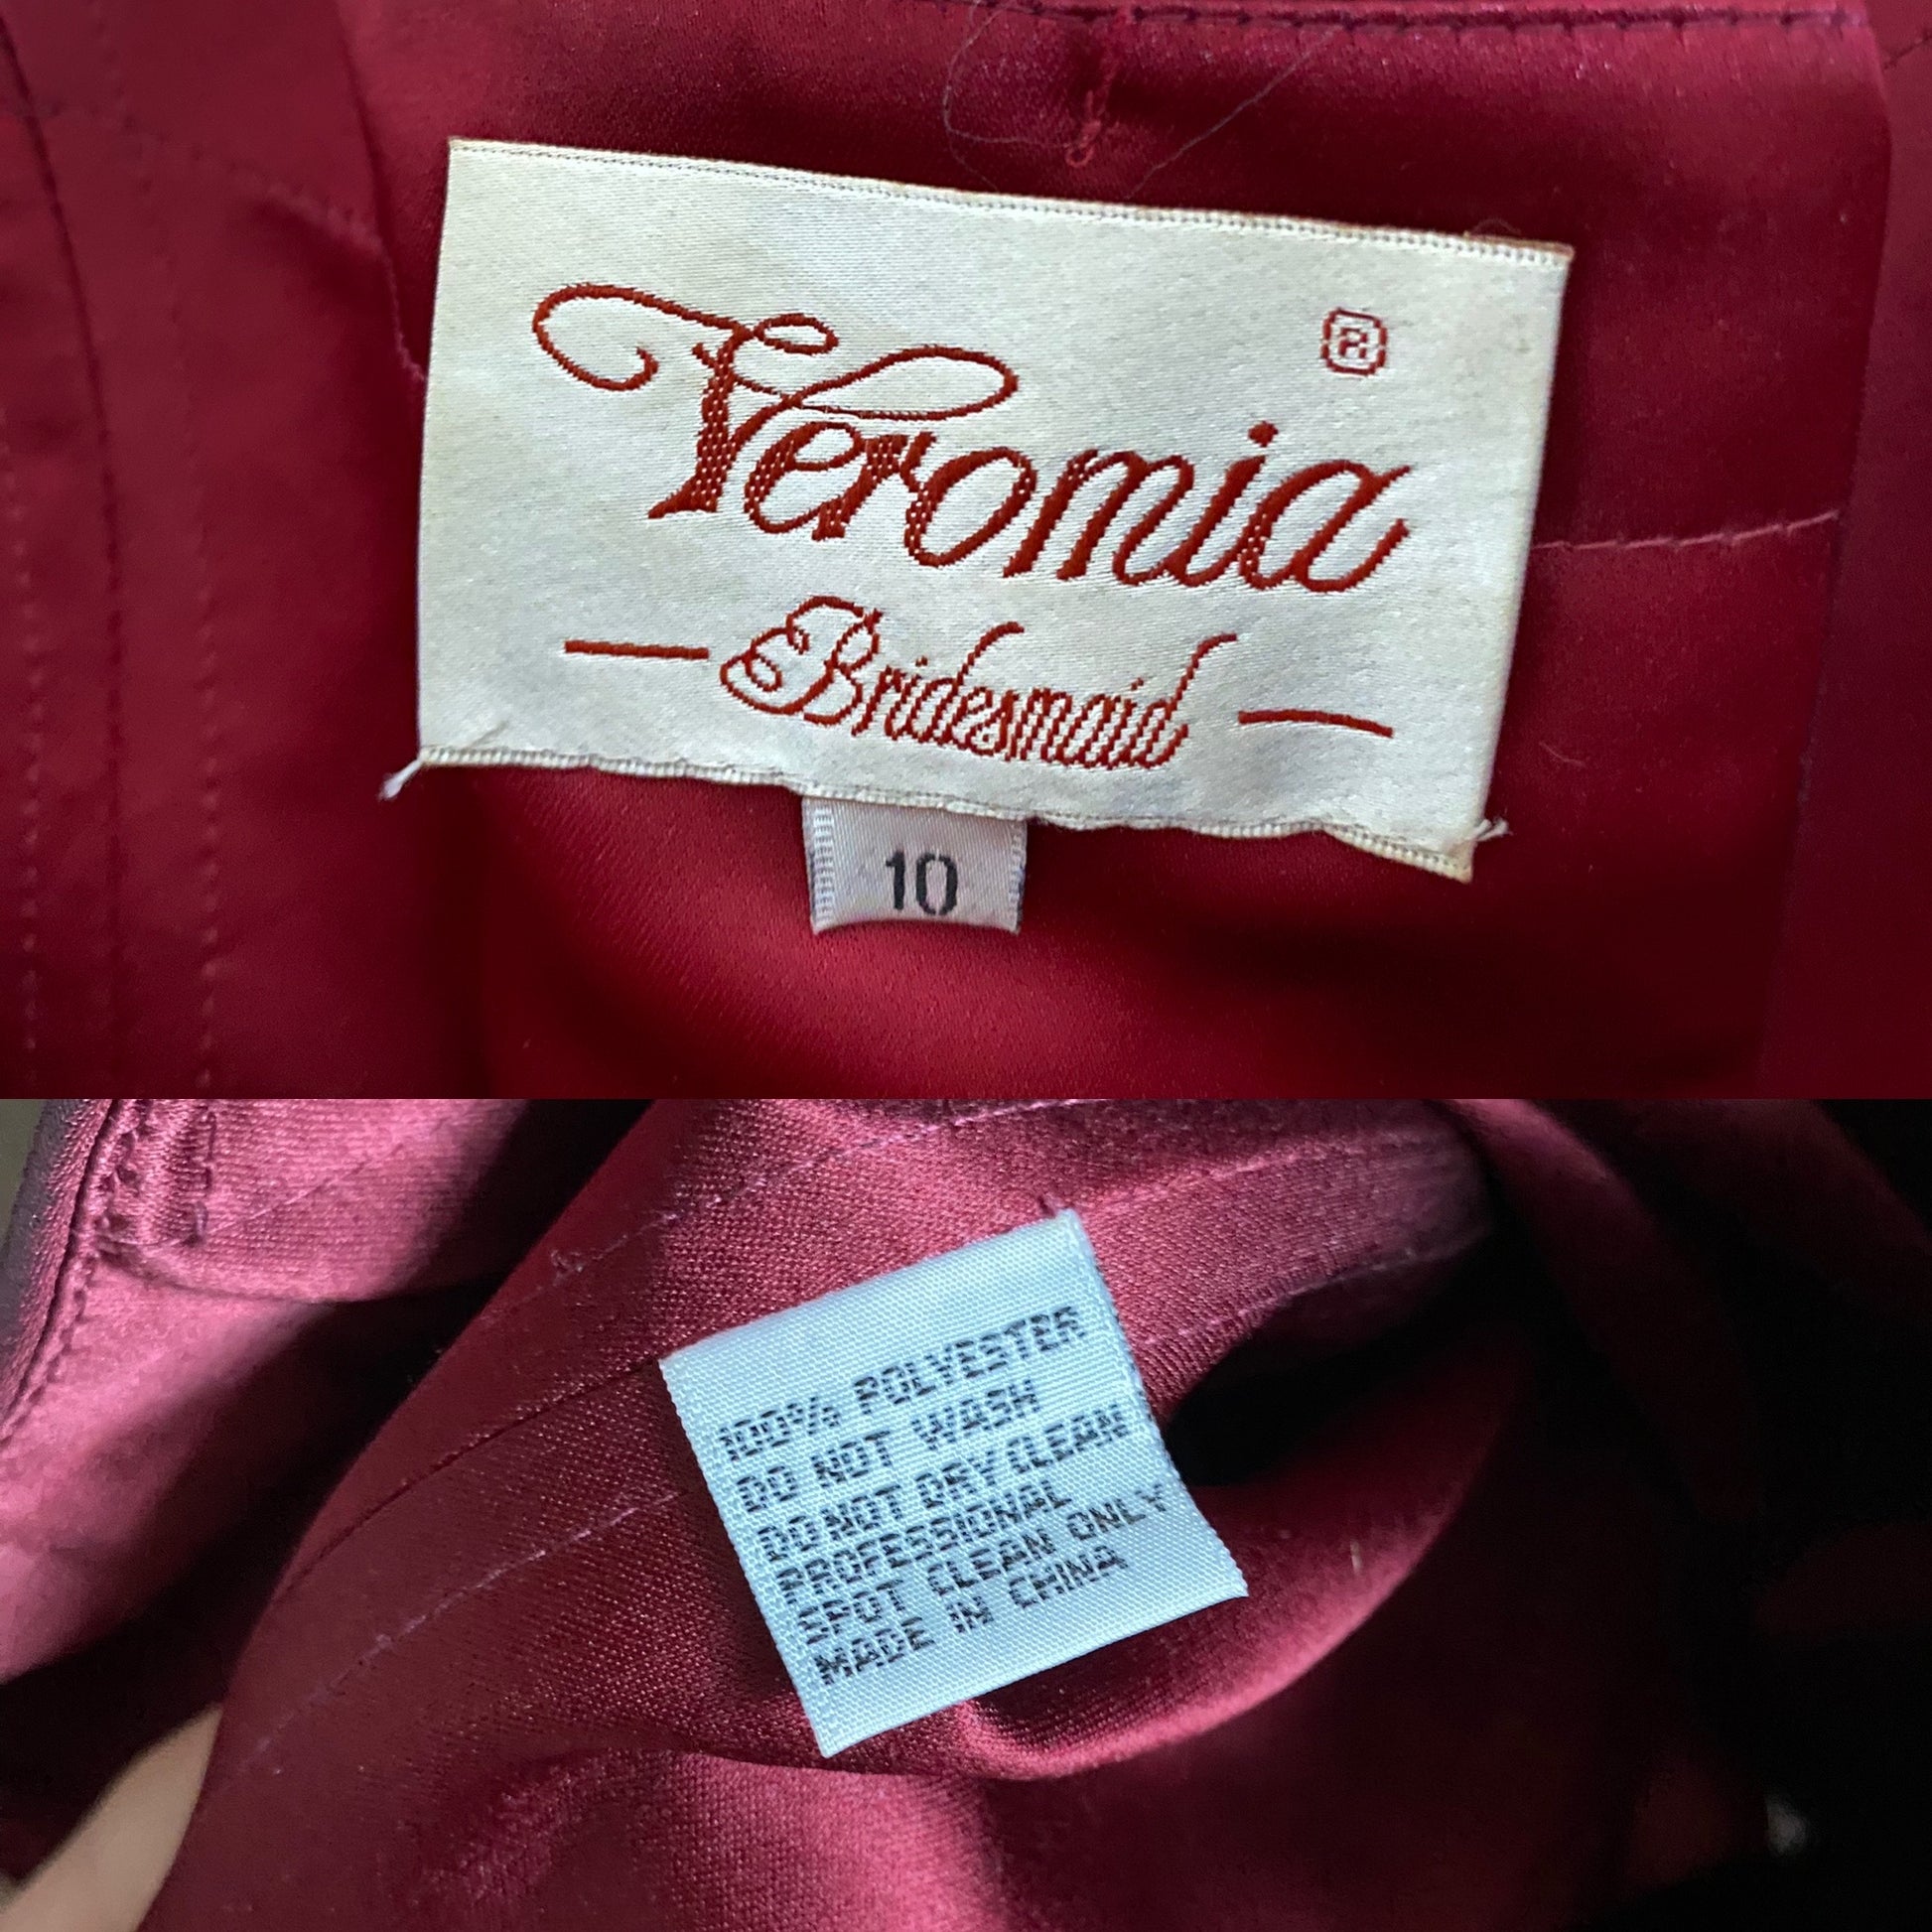 Veromia ®
Bridesmaid
10
100% POLYESTER
DO NOT WASH
DO NOT DRY CLEAN
PROFESSIONAL
SPOT CLEAN ONLY
MADE IN CHINA